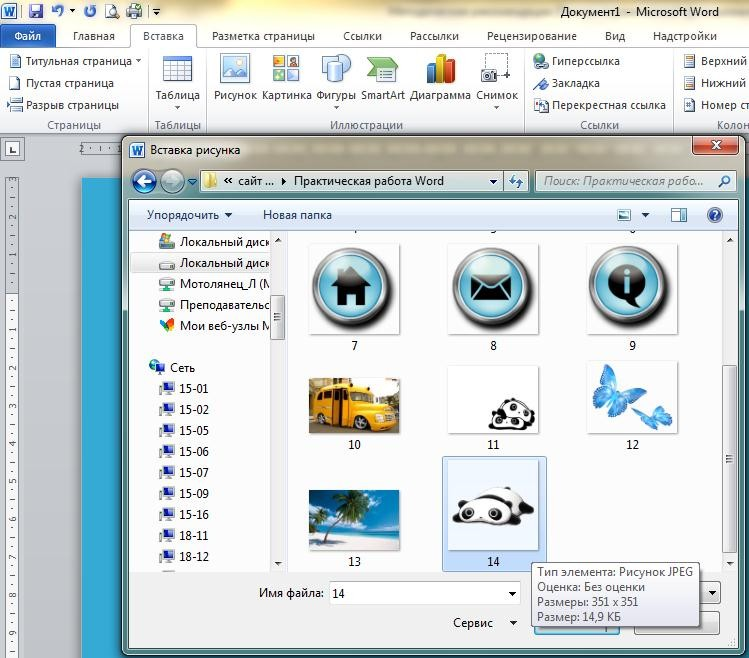 Документ1 - Microsoft Word
Файл Главная Вставка Разметка страницы Ссылки Рассылки Рецензирование Вид Надстройки
Титульная страница
Пустая страница
Разрыв страницы
Страницы
Таблица
Таблицы
Рисунок Картинка Фигуры SmartArt Диаграмма Снимок
Иллюстрации
Гиперссылка
Закладка
Перекрестная ссылка
Ссылки
Верхний
Нижний
Номер ст
Колон
Вставка рисунка
« сайт ... Практическая работа Word
Поиск: Практическая рабо...
Упорядочить Новая папка
Локальный диск
Локальный диск
Мотолянец_Л (М
Преподавательс
Мои веб-узлы M
Сеть
15-01
15-02
15-05
15-06
15-07
15-09
15-16
18-11
18-12
7 8 9
10 11 12
13 14
Тип элемента: Рисунок JPEG
Оценка: Без оценки
Размеры: 351 x 351
Размер: 14,9 КБ
Имя файла: 14
Сервис